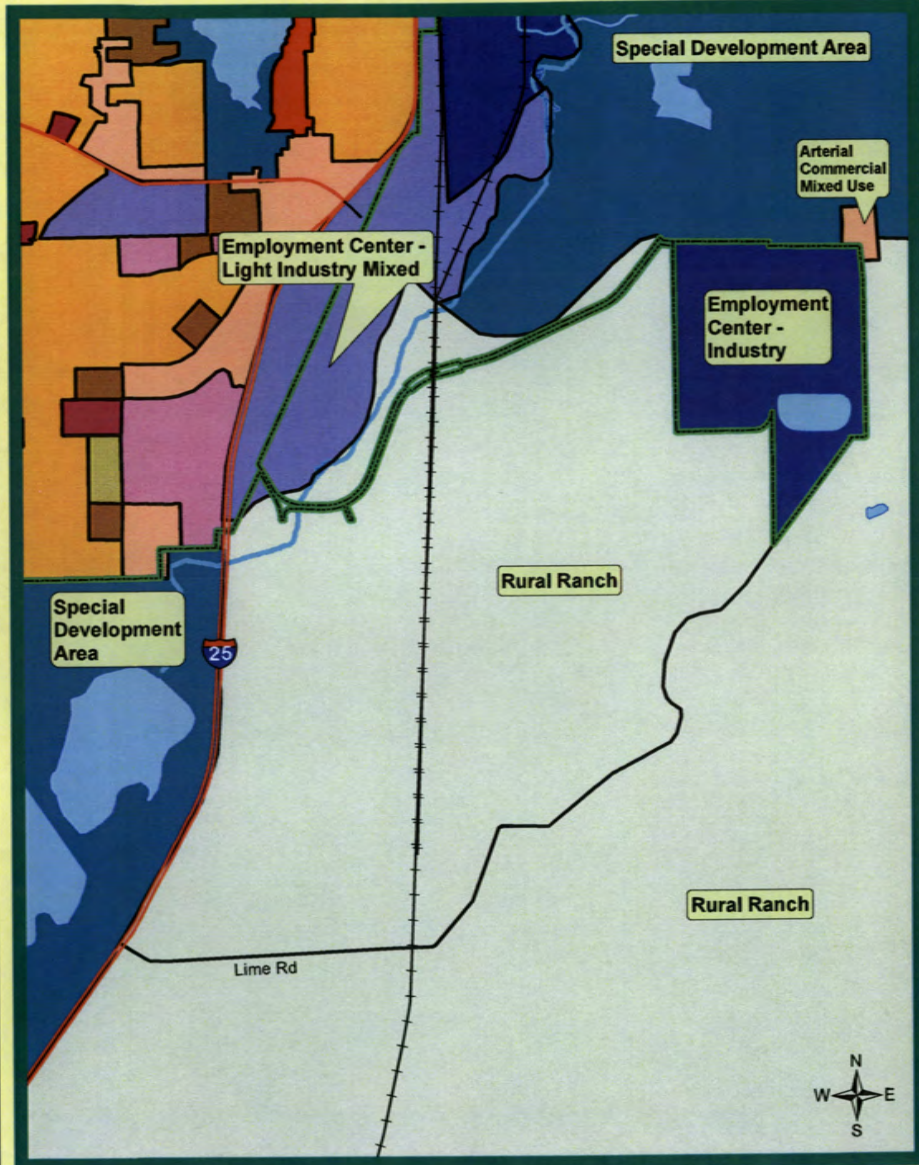 Special Development Area
Arterial
Commercial
Mixed Use
Employment Center -
Light Industry Mixed
Employment
Center -
Industry
Rural Ranch
Special
Development
Area
25
Rural Ranch
Lime Rd
N
W E
S